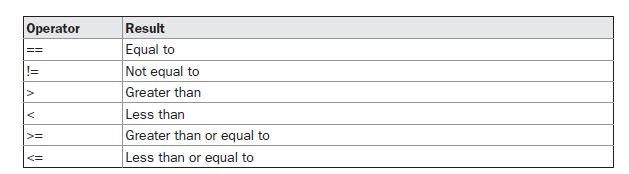 Operator Result
== Equal to
!= Not equal to
> Greater than
< Less than
>= Greater than or equal to
<= Less than or equal to